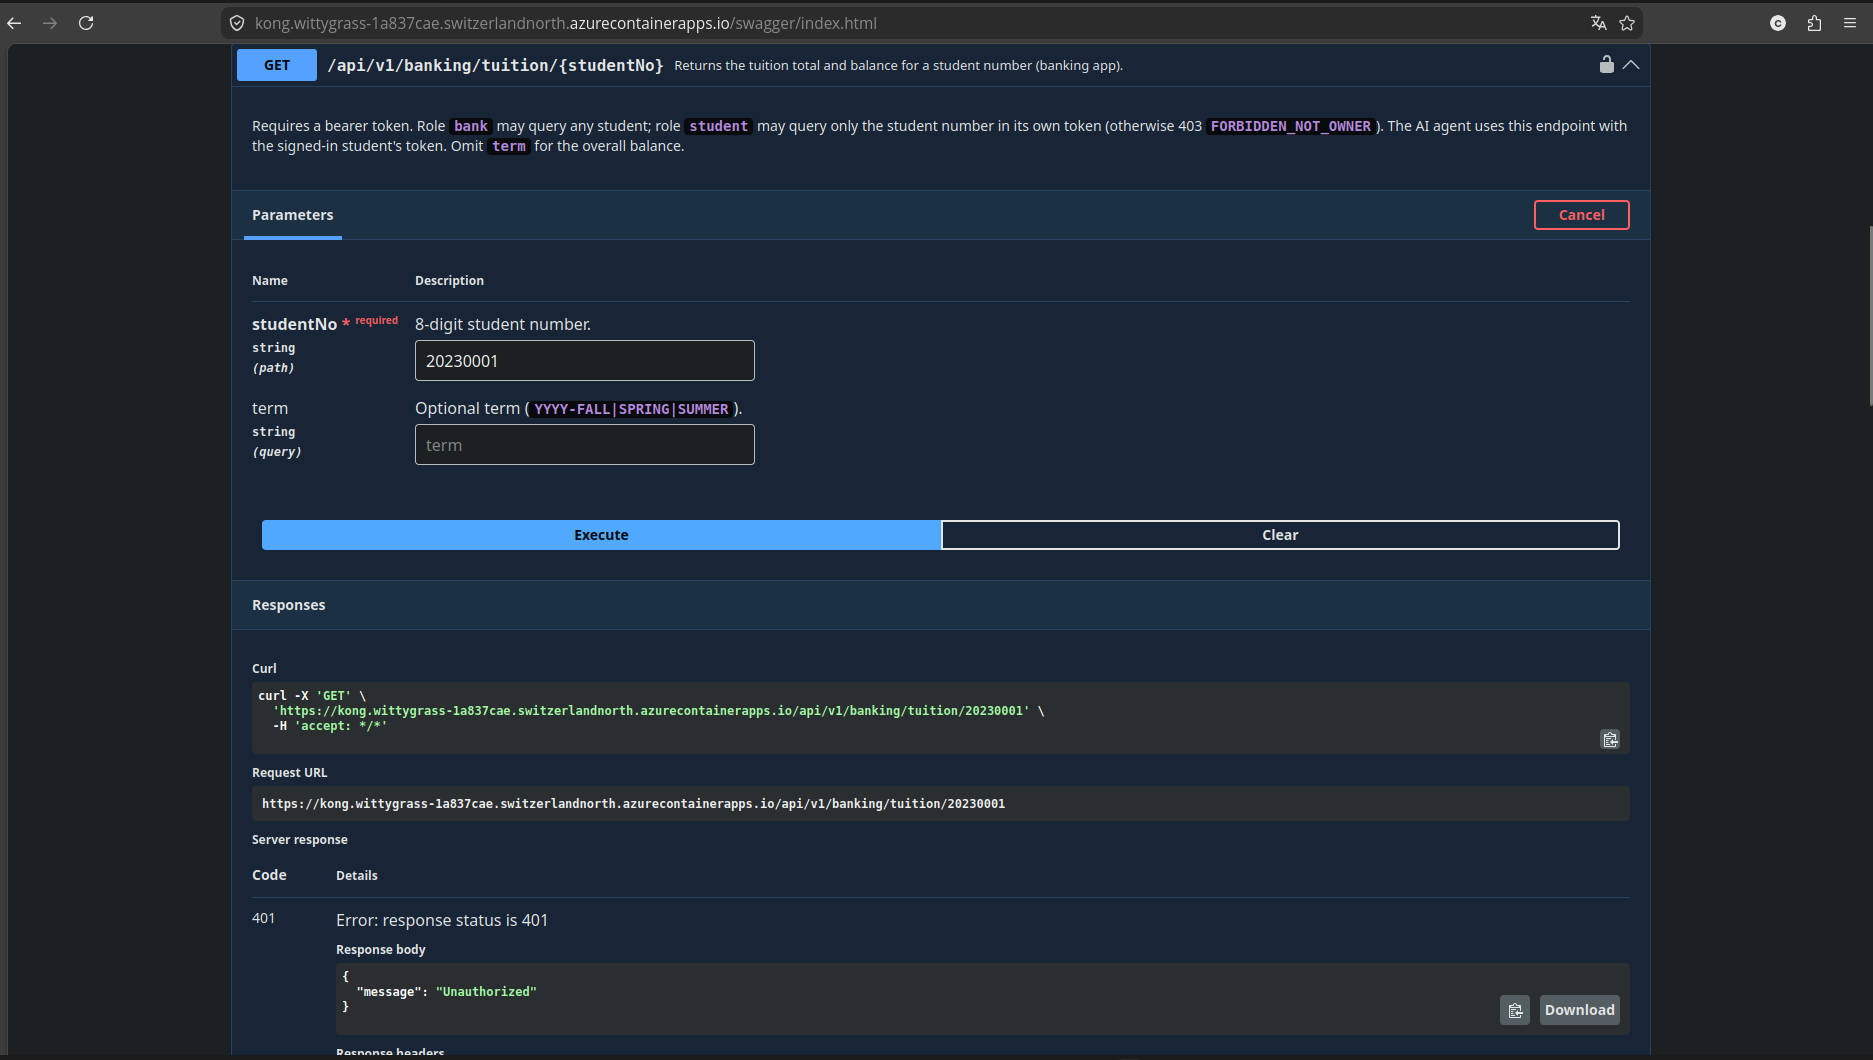 kong.wittygrass-1a837cae.switzerlandnorth.azurecontainerapps.io/swagger/index.html
GET /api/v1/banking/tuition/{studentNo} Returns the tuition total and balance for a student number (banking app).
Requires a bearer token. Role bank may query any student; role student may query only the student number in its own token (otherwise 403 FORBIDDEN_NOT_OWNER ). The AI agent uses this endpoint with
the signed-in student's token. Omit term for the overall balance.
Parameters
Cancel
Name Description
studentNo * required 8-digit student number.
string
(path)
20230001
term Optional term ( YYYY-FALL|SPRING|SUMMER ).
string
(query)
term
Execute
Clear
Responses
Curl
curl -X 'GET' \
'https://kong.wittygrass-1a837cae.switzerlandnorth.azurecontainerapps.io/api/v1/banking/tuition/20230001' \
-H 'accept: */*'
Request URL
https://kong.wittygrass-1a837cae.switzerlandnorth.azurecontainerapps.io/api/v1/banking/tuition/20230001
Server response
Code Details
401 Error: response status is 401
Response body
{
"message": "Unauthorized"
}
Download
Response headers